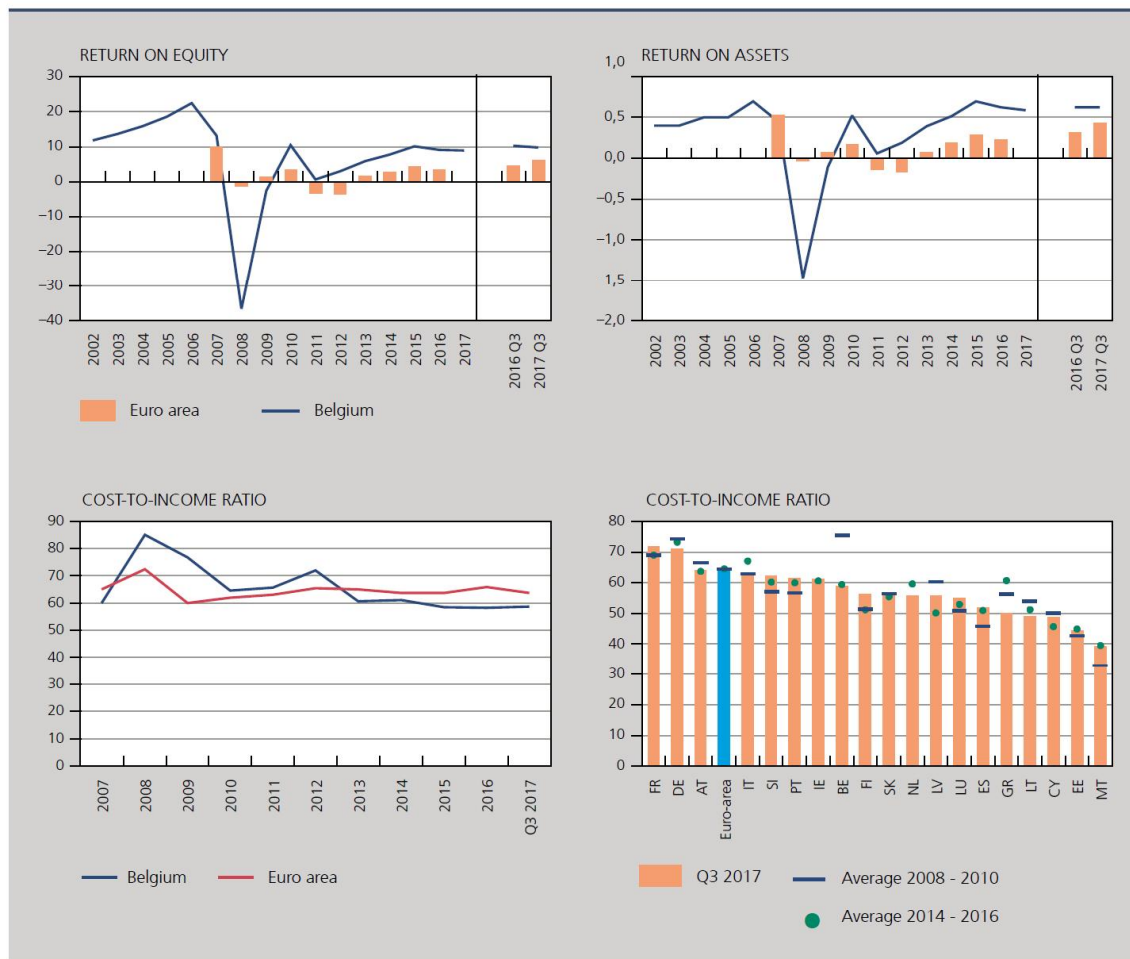 RETURN ON EQUITY
30
20
10
0
−10
−20
−30
−40
2002
2003
2004
2005
2006
2007
2008
2009
2010
2011
2012
2013
2014
2015
2016
2017
2016 Q3
2017 Q3
Euro area
Belgium
RETURN ON ASSETS
1,0
0,5
0,0
−0,5
−1,0
1,5
−2,0
2002
2003
2004
2005
2006
2007
2008
2009
2010
2011
2012
2013
2014
2015
2016
2017
2016 Q3
2017 Q3
COST-TO-INCOME RATIO
90
80
70
60
50
40
30
20
10
0
2007
2008
2009
2010
2011
2012
2013
2014
2015
2016
Q3 2017
Belgium
Euro area
COST-TO-INCOME RATIO
80
70
60
50
40
30
20
10
0
FR
DE
AT
Euro-area
IT
SI
PT
IE
BE
FI
SK
NL
LV
LU
ES
GR
LT
CY
EE
MT
Q3 2017
Average 2008 - 2010
Average 2014 - 2016